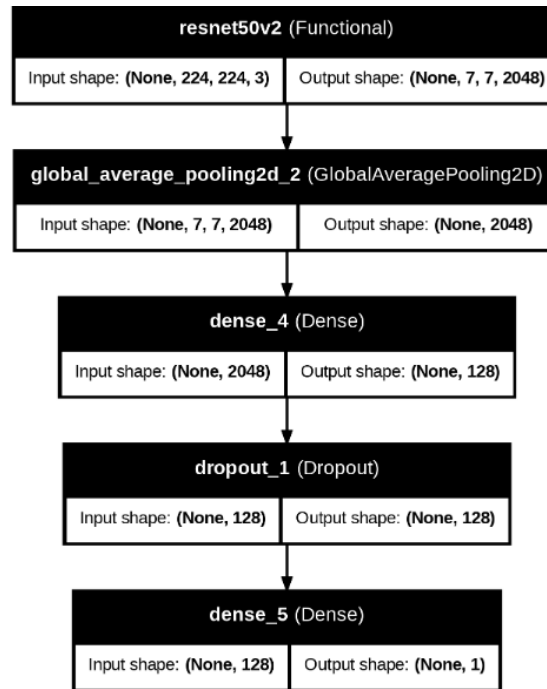 resnet50v2 (Functional)
Input shape: (None, 224, 224, 3) Output shape: (None, 7, 7, 2048)
global_average_pooling2d_2 (GlobalAveragePooling2D)
Input shape: (None, 7, 7, 2048) Output shape: (None, 2048)
dense_4 (Dense)
Input shape: (None, 2048) Output shape: (None, 128)
dropout_1 (Dropout)
Input shape: (None, 128) Output shape: (None, 128)
dense_5 (Dense)
Input shape: (None, 128) Output shape: (None, 1)